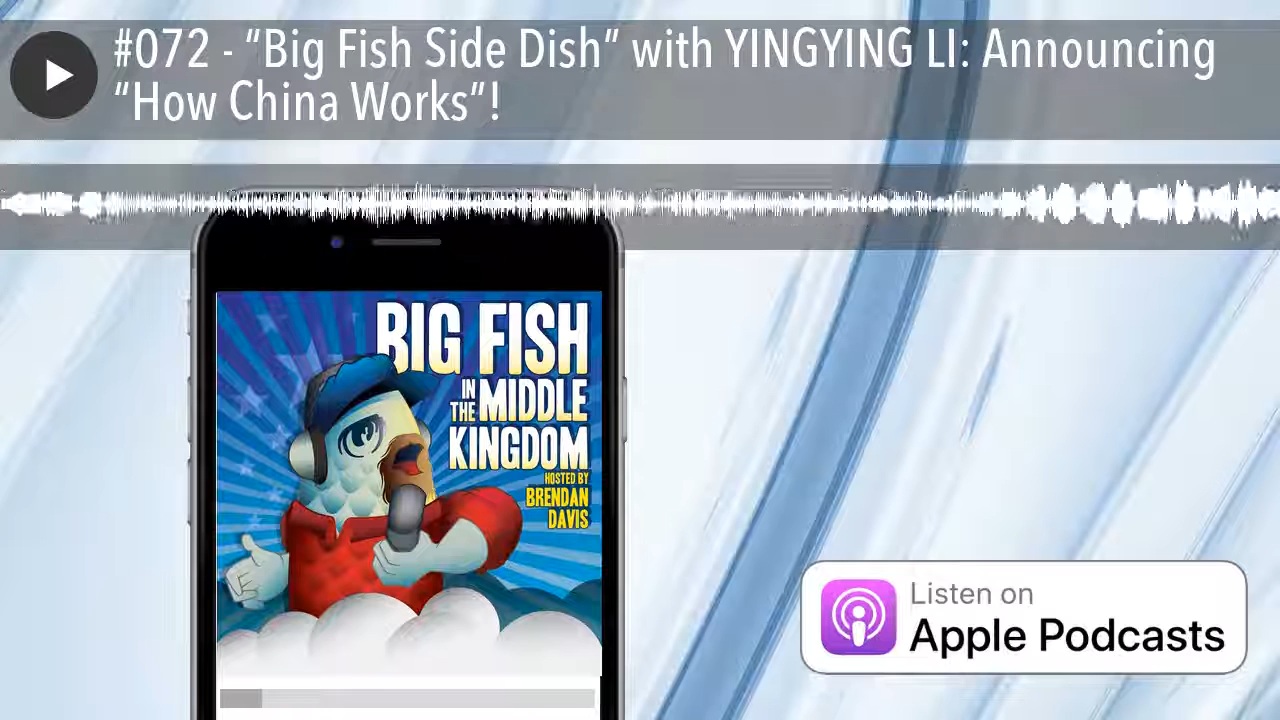 #072 - “Big Fish Side Dish” with YINGYING LI: Announcing
“How China Works”!
BIG FISH
IN
THE MIDDLE
KINGDOM
HOSTED BY
BRENDAN
DAVIS
Listen on
Apple Podcasts